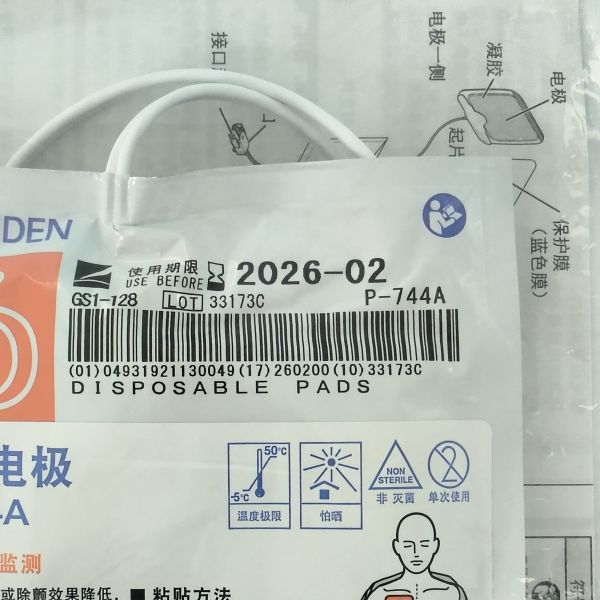 电极
凝胶
电极一侧
接口
起片
保护膜
(蓝色膜)
DEN
使用期限
USE BEFORE
2026-02
GS1-128
LOT 33173C
P-744A
(01)04931921130049(17)260200(10)33173C
DISPOSABLE PADS
电极
-A
监测
或除颤效果降低.
■ 粘贴方法
50℃
-5℃
温度极限
怕晒
NON
STERILE
非 灭菌
2
单次使用